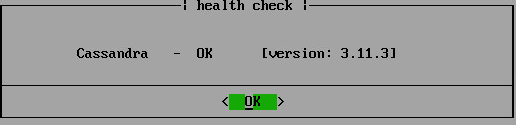 health check
Cassandra - OK [version: 3.11.3]
< OK >